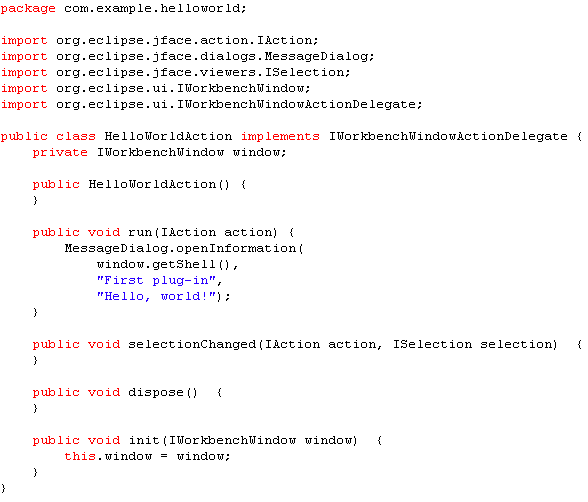 package com.example.helloworld;

import org.eclipse.jface.action.IAction;
import org.eclipse.jface.dialogs.MessageDialog;
import org.eclipse.jface.viewers.ISelection;
import org.eclipse.ui.IWorkbenchWindow;
import org.eclipse.ui.IWorkbenchWindowActionDelegate;

public class HelloWorldAction implements IWorkbenchWindowActionDelegate {
    private IWorkbenchWindow window;

    public HelloWorldAction() {
    }

    public void run(IAction action) {
        MessageDialog.openInformation(
            window.getShell(),
            "First plug-in",
            "Hello, world!");
    }

    public void selectionChanged(IAction action, ISelection selection)  {
    }

    public void dispose()  {
    }

    public void init(IWorkbenchWindow window)  {
        this.window = window;
    }
}